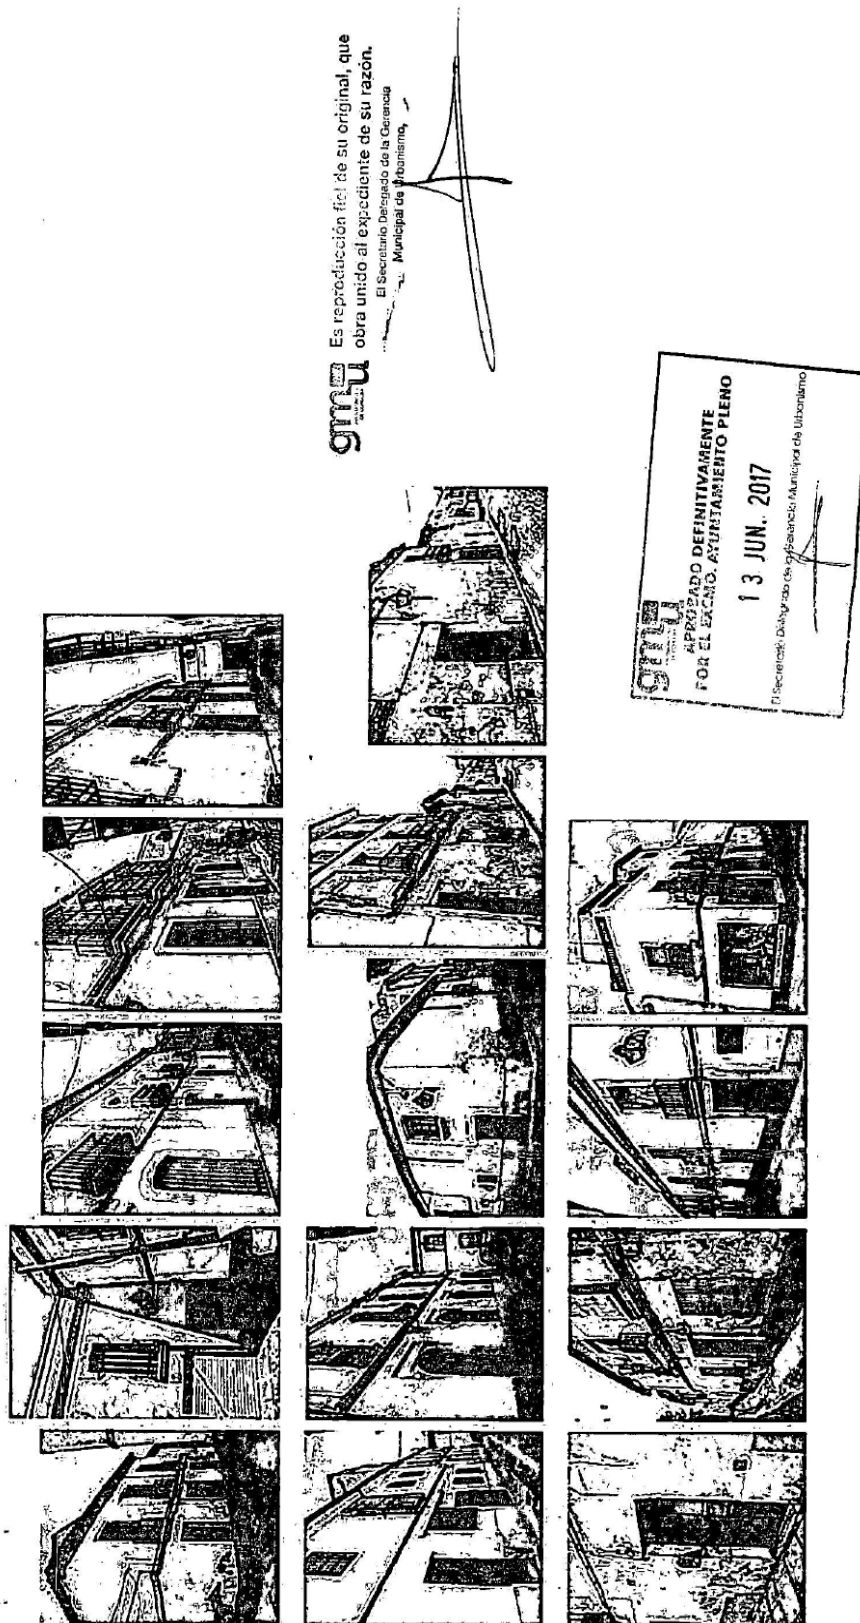 gmu
Es reproducción fiel de su original, que
obra unido al expediente de su razón.
El Secretario Delegado de la Gerencia
Municipal de Urbanismo,
gmu
APROBADO DEFINITIVAMENTE
POR EL EXCMO. AYUNTAMIENTO PLENO
13 JUN. 2017
El Secretario Delegado de la Gerencia Municipal de Urbanismo